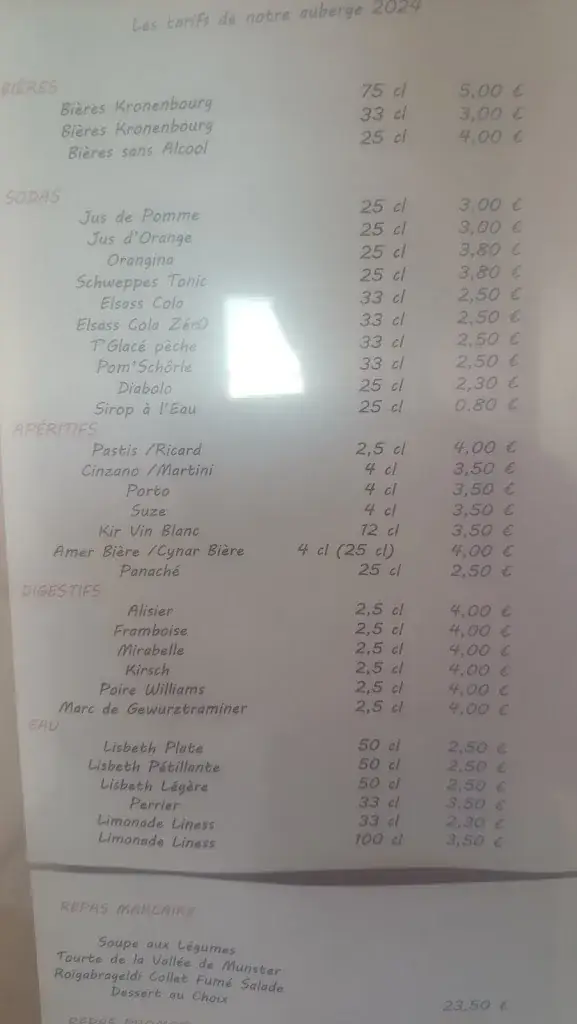 Les tarifs de notre auberge 2024
BIÈRES
Bières Kronenbourg 75 cl 5,00 €
Bières Kronenbourg 33 cl 3,00 €
Bières sans Alcool 25 cl 4,00 €
SODAS
Jus de Pomme 25 cl 3,00 €
Jus d'Orange 25 cl 3,00 €
Orangina 25 cl 3,80 €
Schweppes Tonic 25 cl 3,80 €
Elsass Cola 33 cl 2,50 €
Elsass Cola Zéro 33 cl 2,50 €
T'Glacé pèche 33 cl 2,50 €
Pom'Schörle 33 cl 2,50 €
Diabolo 25 cl 2,30 €
Sirop à l'Eau 25 cl 0.80 €
APÉRITIFS
Pastis /Ricard 2,5 cl 4,00 €
Cinzano /Martini 4 cl 3,50 €
Porto 4 cl 3,50 €
Suze 4 cl 3,50 €
Kir Vin Blanc 12 cl 3,50 €
Amer Bière /Cynar Bière 4 cl (25 cl) 4,00 €
Panaché 25 cl 2,50 €
DIGESTIFS
Alisier 2,5 cl 4,00 €
Framboise 2,5 cl 4,00 €
Mirabelle 2,5 cl 4,00 €
Kirsch 2,5 cl 4,00 €
Poire Williams 2,5 cl 4,00 €
Marc de Gewurztraminer 2,5 cl 4,00 €
EAU
Lisbeth Plate 50 cl 2,50 €
Lisbeth Pétillante 50 cl 2,50 €
Lisbeth Légère 50 cl 2,50 €
Perrier 33 cl 3,50 €
Limonade Liness 33 cl 2,30 €
Limonade Liness 100 cl 3,50 €
REPAS MARCAIRE
Soupe aux Légumes
Tourte de la Vallée de Munster
Roïgabrageldi Collet Fumé Salade
Dessert au Choix
23,50 €
REPAS